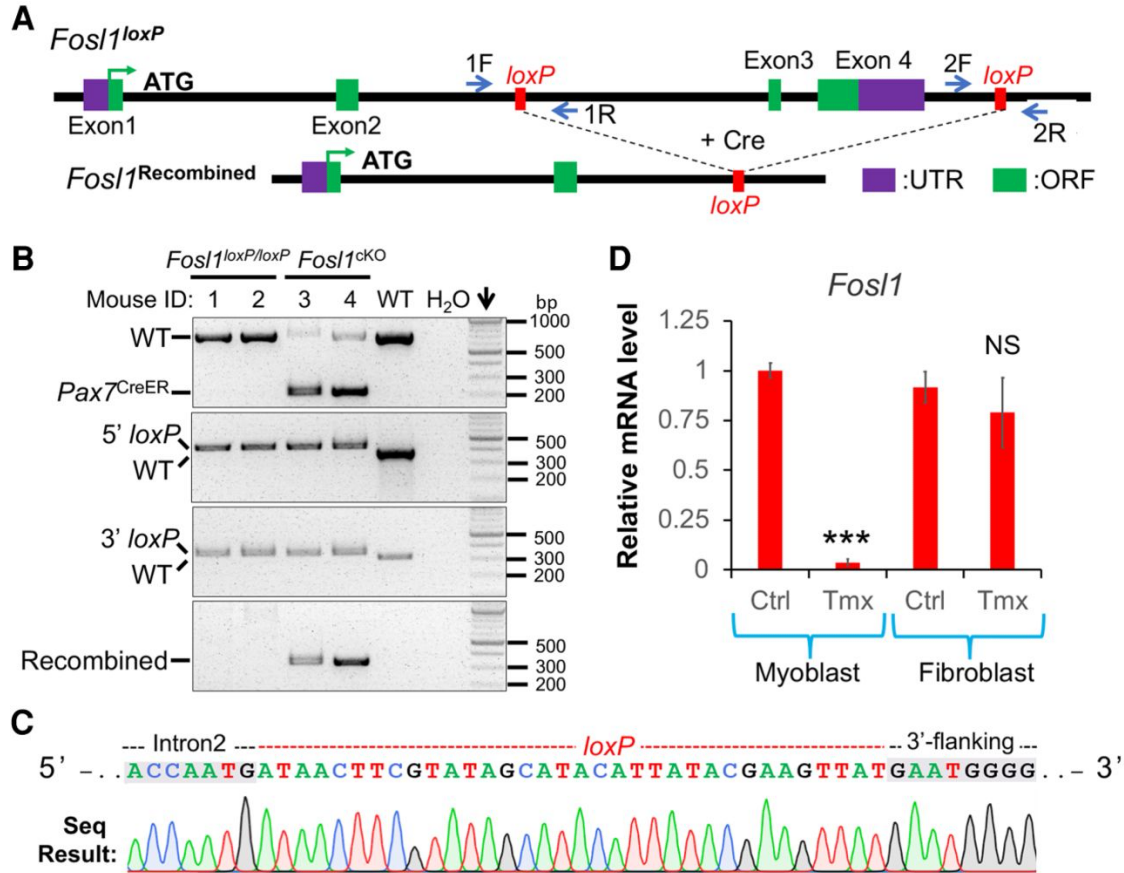 A
Fosl1loxP
ATG
1F
loxP
Exon3
Exon 4
2F
loxP
Exon1
Exon2
1R
+ Cre
2R
Fosl1Recombined
ATG
loxP
:UTR
:ORF
B
Fosl1loxP/loxP Fosl1cKO
Mouse ID: 1 2 3 4 WT H2O bp
WT
Pax7CreER
1000
500
300
200
5' loxP
WT
500
300
200
3' loxP
WT
500
300
200
Recombined
500
300
200
D
Fosl1
Relative mRNA level
1.25
1
0.75
0.5
0.25
0
***
NS
Ctrl Tmx Ctrl Tmx
Myoblast Fibroblast
C
--- Intron2 --- loxP --- 3'-flanking ---
5' -..ACCAATGATAACTTCGTATAGCATACATTATACGAAGTTATGAATGGGG..- 3'
Seq
Result: